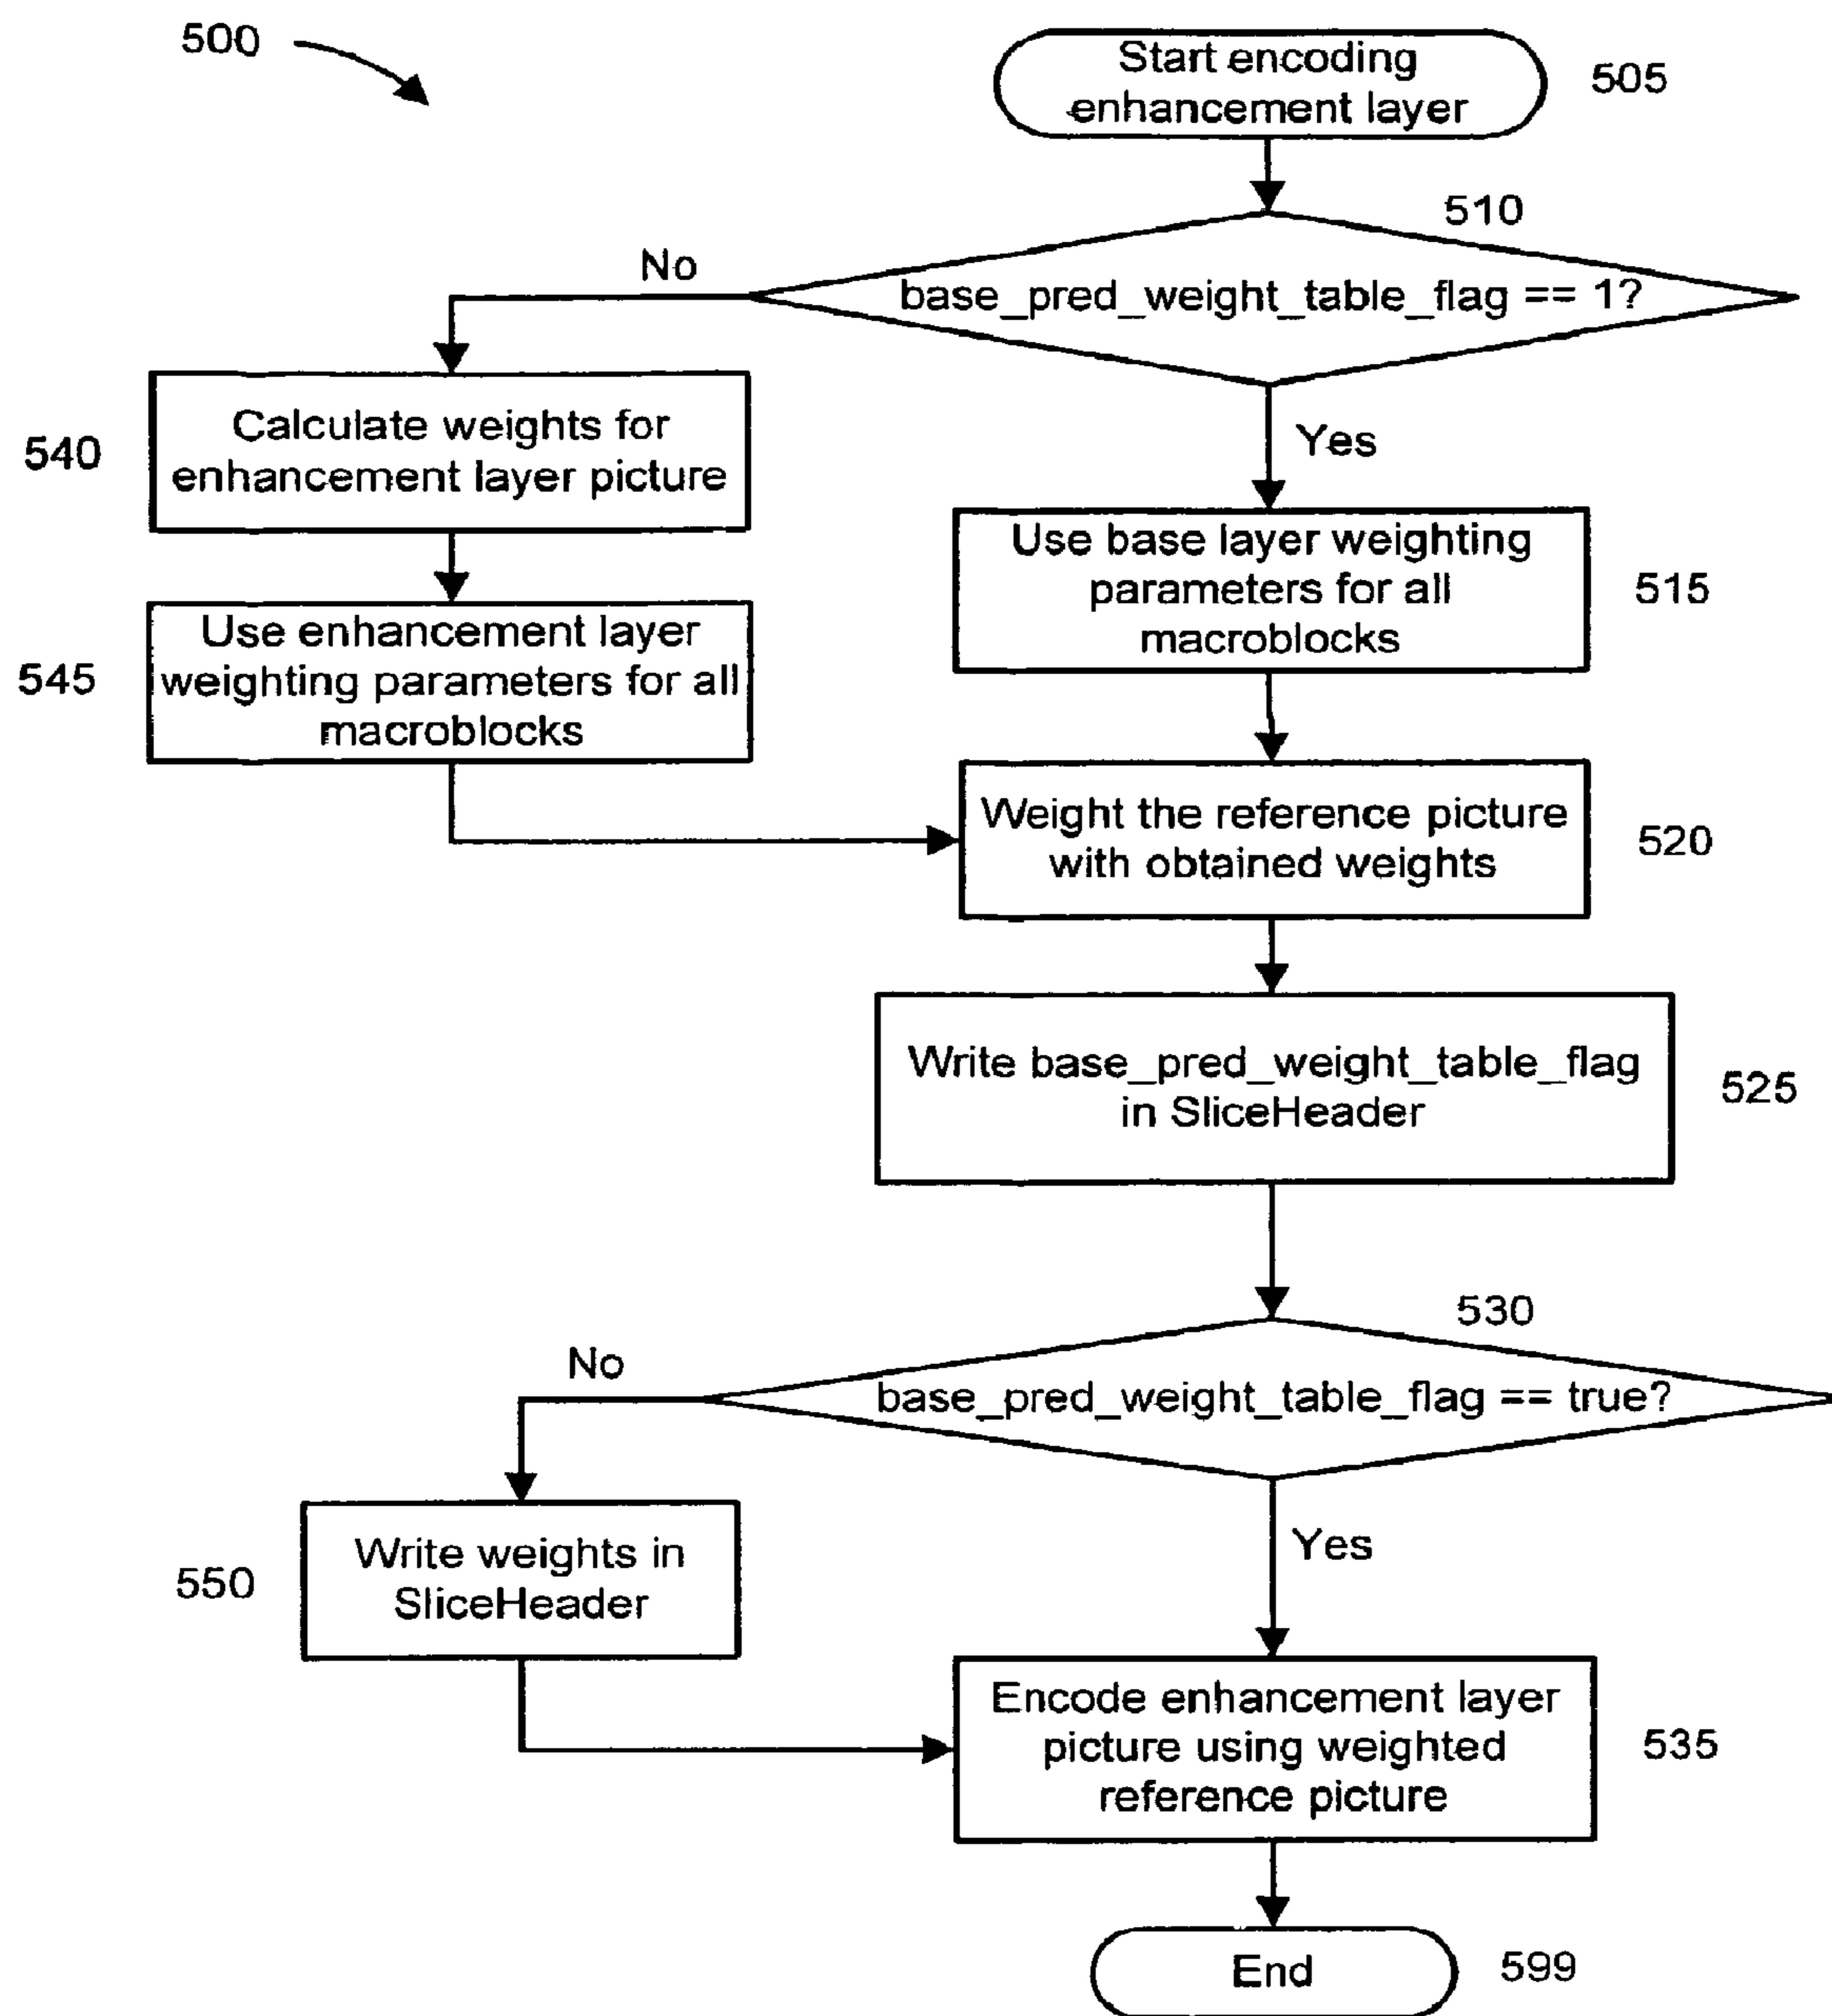 500
Start encoding
enhancement layer
505
510
No
base_pred_weight_table_flag == 1?
Yes
540
Calculate weights for
enhancement layer picture
Use base layer weighting
parameters for all
macroblocks
515
545
Use enhancement layer
weighting parameters for all
macroblocks
Weight the reference picture
with obtained weights
520
Write base_pred_weight_table_flag
in SliceHeader
525
530
No
base_pred_weight_table_flag == true?
Yes
550
Write weights in
SliceHeader
Encode enhancement layer
picture using weighted
reference picture
535
End
599